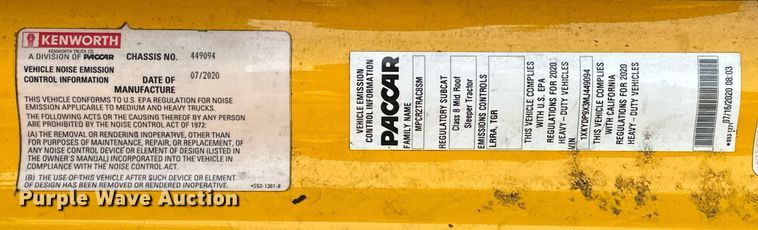 KENWORTH
KENWORTH TRUCK CO.
A DIVISION OF PACCAR
CHASSIS NO. 449094
VEHICLE NOISE EMISSION
CONTROL INFORMATION
DATE OF
MANUFACTURE
07/2020
THIS VEHICLE CONFORMS TO U.S. EPA REGULATION FOR NOISE
EMISSION APPLICABLE TO MEDIUM AND HEAVY TRUCKS.
THE FOLLOWING ACTS OR THE CAUSING THEREOF BY ANY PERSON
ARE PROHIBITED BY THE NOISE CONTROL ACT OF 1972:
(A) THE REMOVAL OR RENDERING INOPERATIVE, OTHER THAN
FOR PURPOSES OF MAINTENANCE, REPAIR, OR REPLACEMENT, OF
ANY NOISE CONTROL DEVICE OR ELEMENT OF DESIGN (LISTED IN
THE OWNER'S MANUAL) INCORPORATED INTO THE VEHICLE IN
COMPLIANCE WITH THE NOISE CONTROL ACT.
(B) THE USE OF THIS VEHICLE AFTER SUCH DEVICE OR ELEMENT
OF DESIGN HAS BEEN REMOVED OR RENDERED INOPERATIVE.
VEHICLE EMISSION
CONTROL INFORMATION
PACCAR
FAMILY NAME
MPCR2TRAC8SM
REGULATORY SUBCAT
Class 8 Mid Roof
Sleeper Tractor
EMISSIONS CONTROLS
LRRA, TGR
THIS VEHICLE COMPLIES
WITH U.S. EPA
REGULATIONS FOR 2020
HEAVY-DUTY VEHICLES
VIN
1XKYDP9X3MJ449094
THIS VEHICLE COMPLIES
WITH CALIFORNIA
REGULATIONS FOR 2020
HEAVY-DUTY VEHICLES
07/16/2020 08:03
Purple Wave Auction